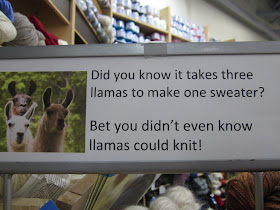 Did you know it takes three
llamas to make one sweater?
Bet you didn't even know
llamas could knit!